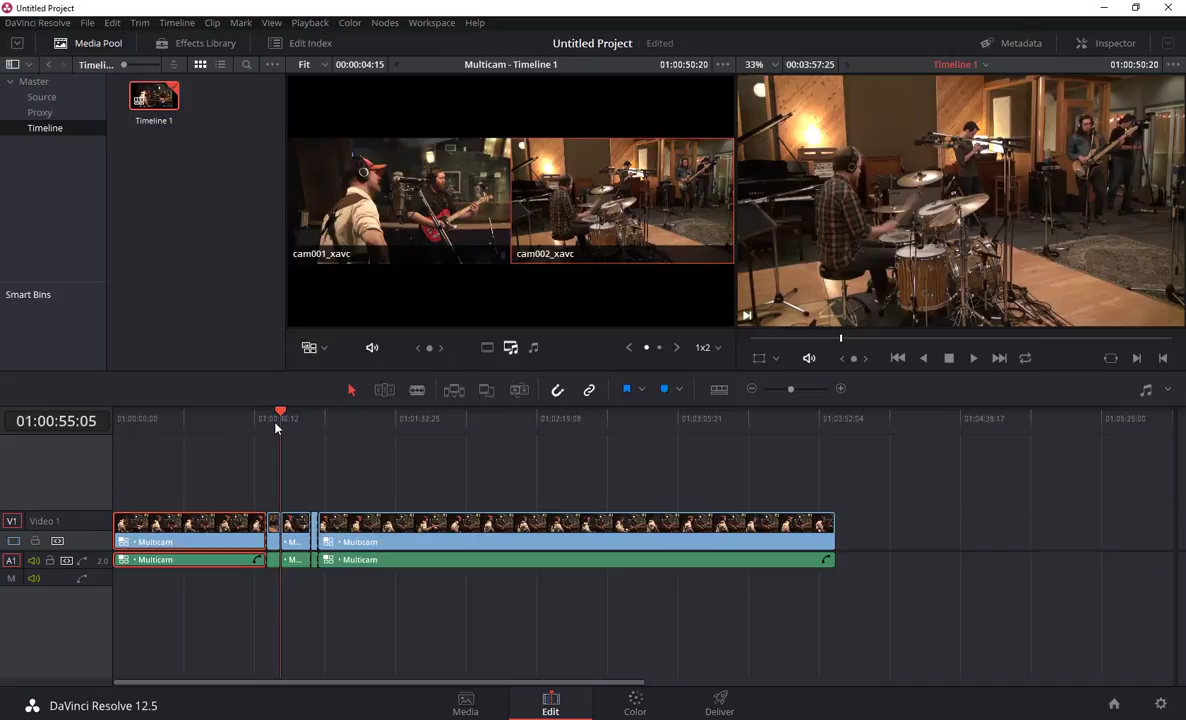 Untitled Project
DaVinci Resolve File Edit Trim Timeline Clip Mark View Playback Color Nodes Workspace Help
Media Pool Effects Library Edit Index Untitled Project Edited Metadata Inspector
Timeli... Fit 00:00:04:15 Multicam - Timeline 1 01:00:50:20 33% 00:03:57:25 Timeline 1 01:00:50:20
Master
Source
Proxy
Timeline
Timeline 1
cam001_xavc cam002_xavc
Smart Bins
1x2
01:00:55:05 01:00:00:00 01:00:46:12 01:01:32:25 01:02:19:08 01:03:05:21 01:03:52:04 01:04:38:17 01:05:25:00
V1 Video 1
Multicam M... Multicam
A1 2.0 Multicam M... Multicam
M
DaVinci Resolve 12.5 Media Edit Color Deliver